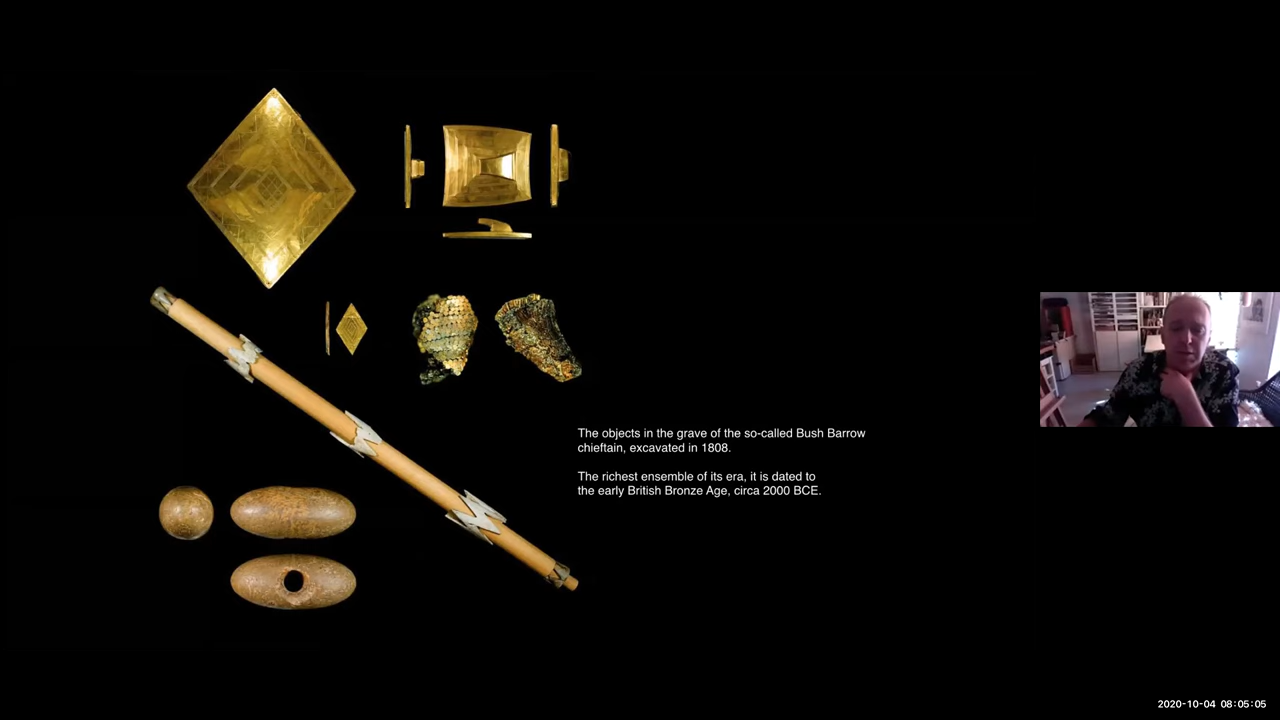 The objects in the grave of the so-called Bush Barrow
chieftain, excavated in 1808.
The richest ensemble of its era, it is dated to
the early British Bronze Age, circa 2000 BCE.
2020-10-04 08:05:05